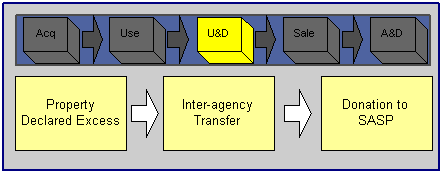 Acq
Use
U&D
Sale
A&D
Property
Declared Excess
Inter-agency
Transfer
Donation to
SASP